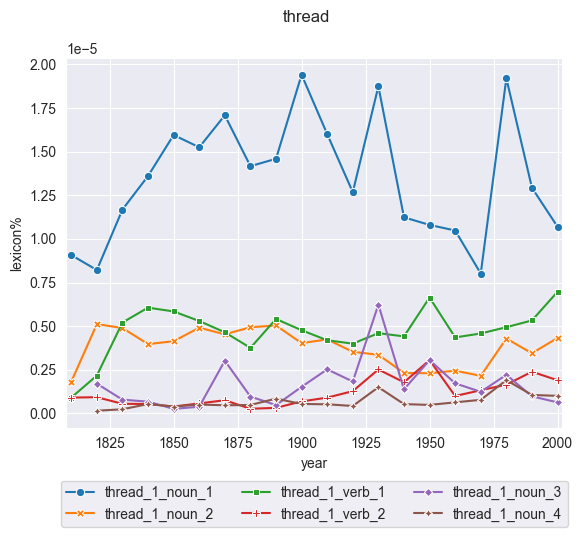 thread
1e−5
2.00
1.75
1.50
1.25
1.00
0.75
0.50
0.25
0.00
lexicon%
1825 1850 1875 1900 1925 1950 1975 2000
year
thread_1_noun_1 thread_1_verb_1 thread_1_noun_3
thread_1_noun_2 thread_1_verb_2 thread_1_noun_4